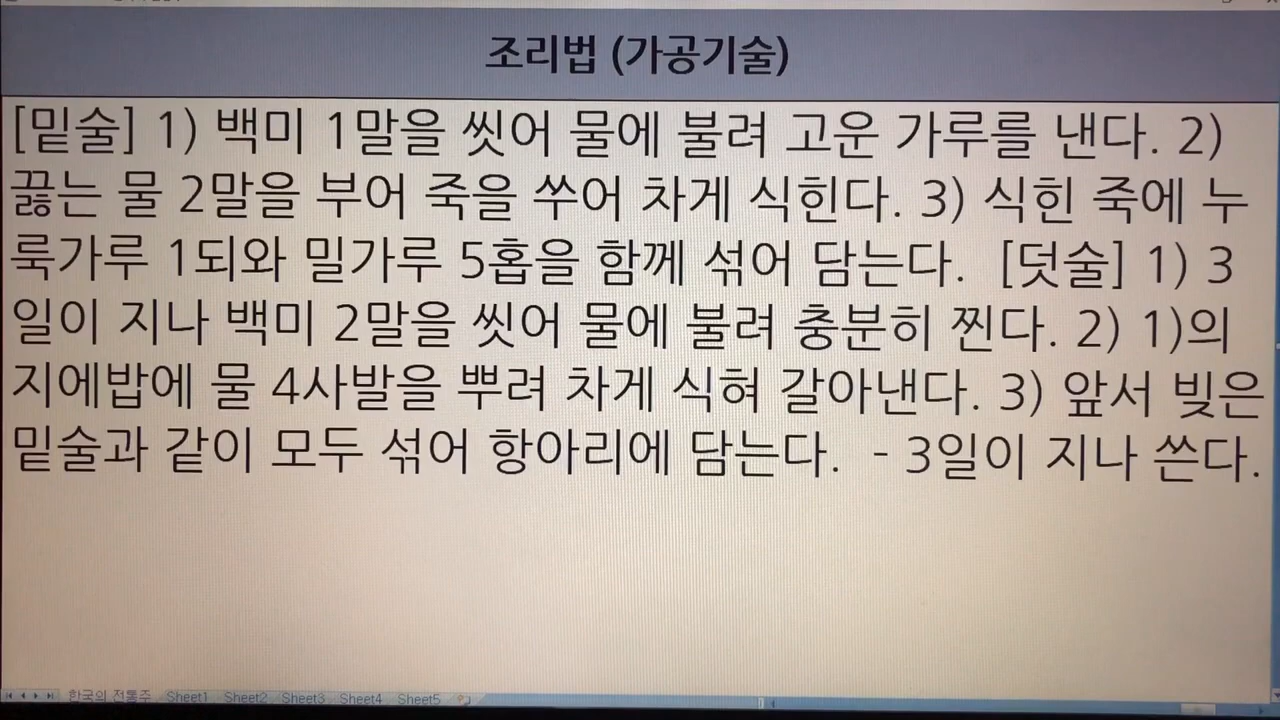 조리법 (가공기술)
[밑술] 1) 백미 1말을 씻어 물에 불려 고운 가루를 낸다. 2)
끓는 물 2말을 부어 죽을 쑤어 차게 식힌다. 3) 식힌 죽에 누
룩가루 1되와 밀가루 5홉을 함께 섞어 담는다.  [덧술] 1) 3
일이 지나 백미 2말을 씻어 물에 불려 충분히 찐다. 2) 1)의
지에밥에 물 4사발을 뿌려 차게 식혀 갈아낸다. 3) 앞서 빚은
밑술과 같이 모두 섞어 항아리에 담는다.  - 3일이 지나 쓴다.
한국의 전통주 Sheet1 Sheet2 Sheet3 Sheet4 Sheet5